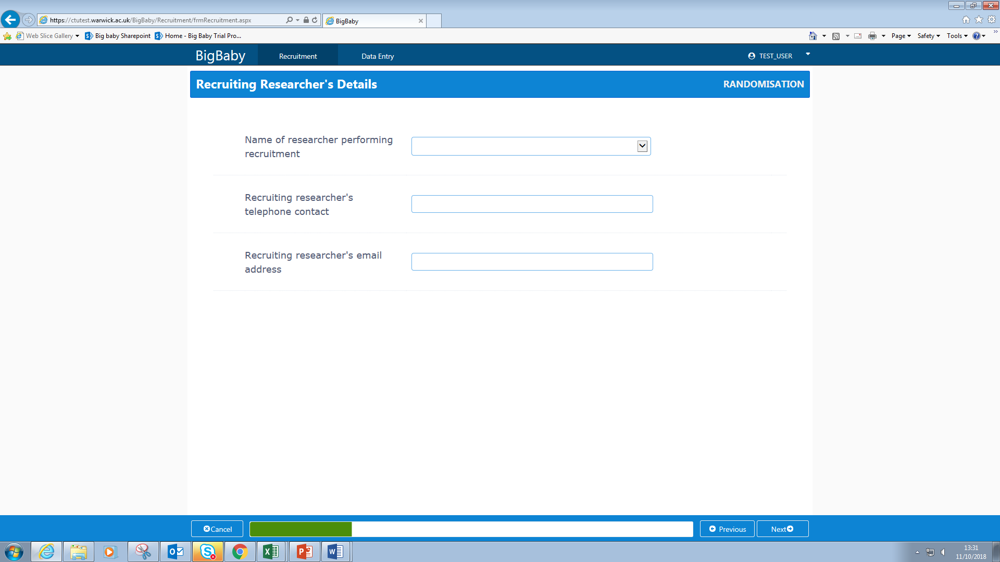 https://ctutest.warwick.ac.uk/BigBaby/Recruitment/frmRecruitment.aspx
BigBaby
Web Slice Gallery
Big baby Sharepoint
Home - Big Baby Trial Pro...
Page
Safety
Tools
BigBaby
Recruitment
Data Entry
TEST_USER
Recruiting Researcher's Details
RANDOMISATION
Name of researcher performing
recruitment
Recruiting researcher's
telephone contact
Recruiting researcher's email
address
Cancel
Previous
Next
13:31
11/10/2018